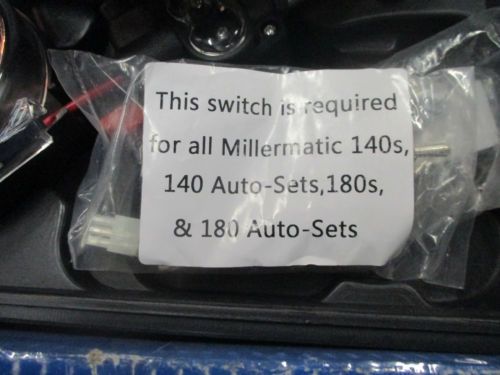 This switch is required
for all Millermatic 140s,
140 Auto-Sets,180s,
& 180 Auto-Sets